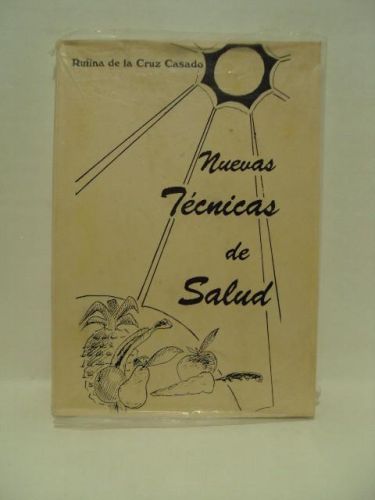 Rufina de la Cruz Casado
Nuevas
Técnicas
de
Salud